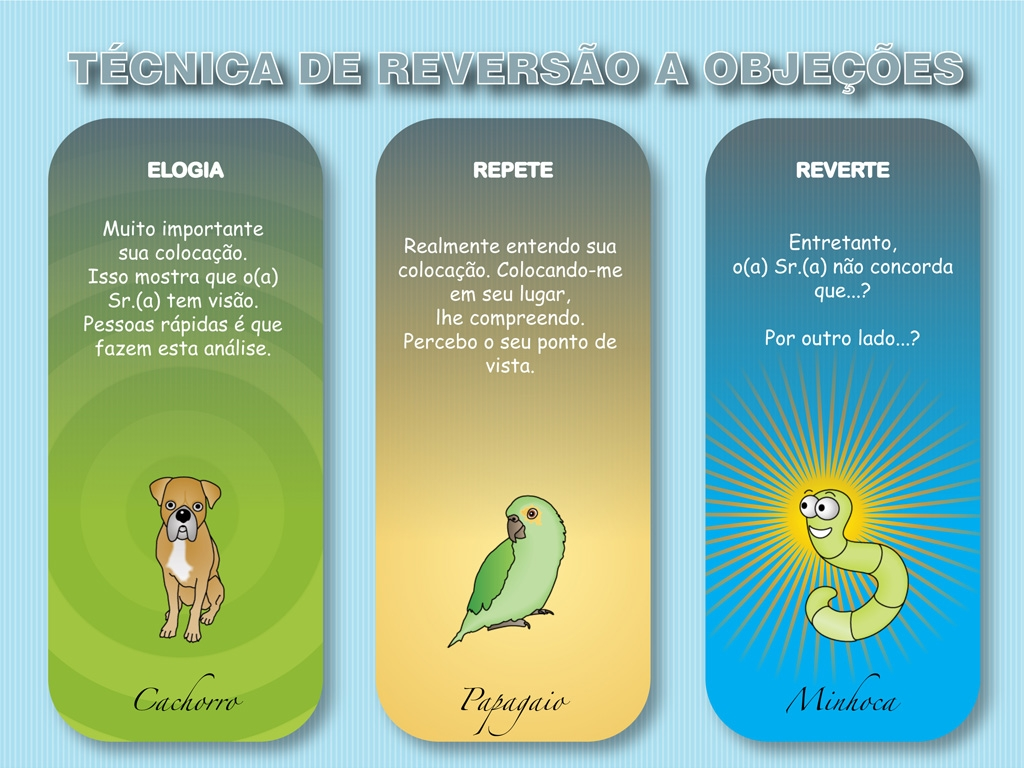 TÉCNICA DE REVERSÃO A OBJEÇÕES
ELOGIA
Muito importante
sua colocação.
Isso mostra que o(a)
Sr.(a) tem visão.
Pessoas rápidas é que
fazem esta análise.
Cachorro
REPETE
Realmente entendo sua
colocação. Colocando-me
em seu lugar,
lhe compreendo.
Percebo o seu ponto de
vista.
Papagaio
REVERTE
Entretanto,
o(a) Sr.(a) não concorda
que...?
Por outro lado...?
Minhoca